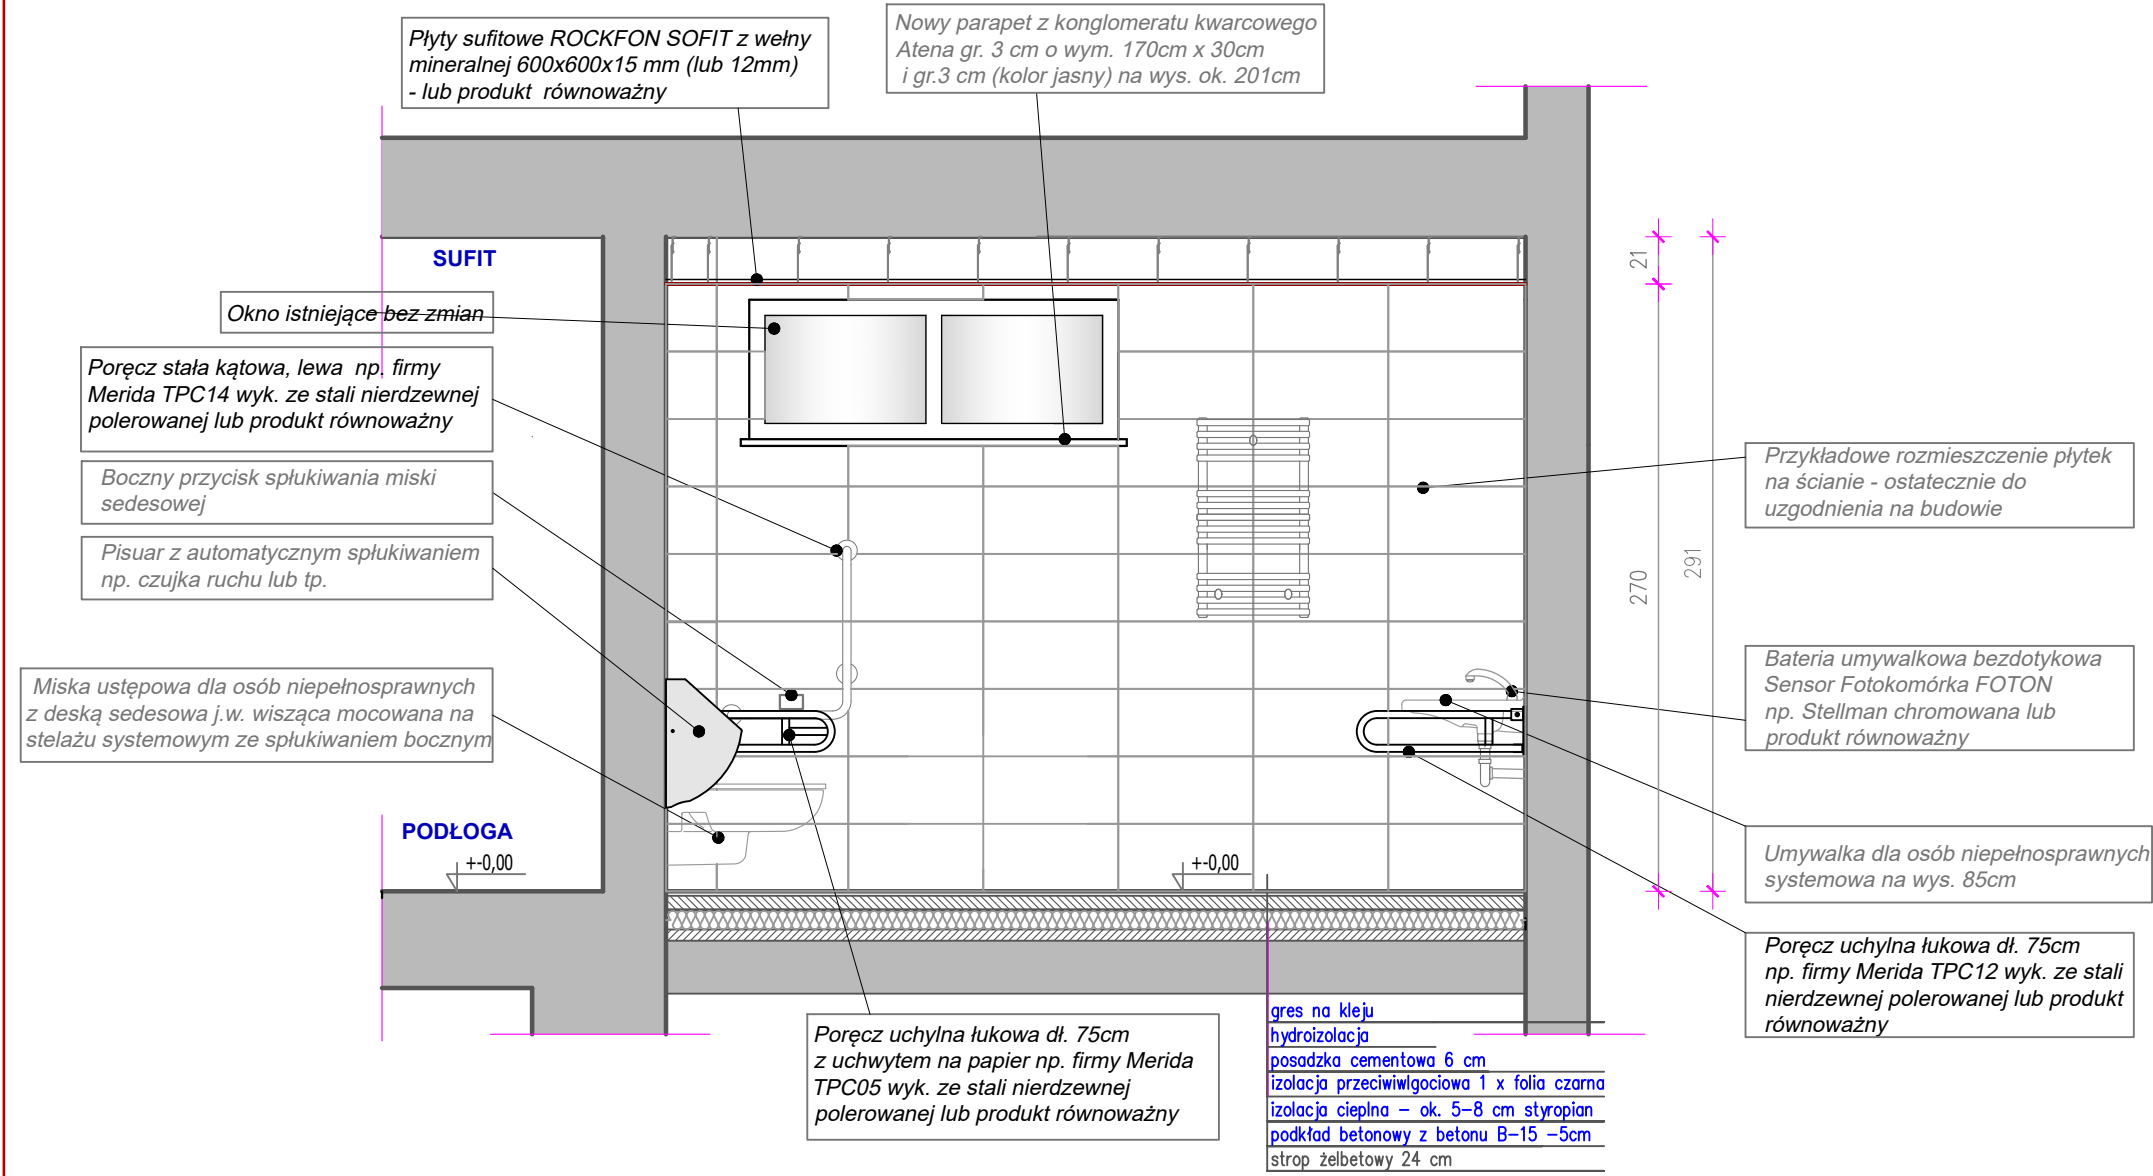 Płyty sufitowe ROCKFON SOFIT z wełny
mineralnej 600x600x15 mm (lub 12mm)
- lub produkt równoważny
Nowy parapet z konglomeratu kwarcowego
Atena gr. 3 cm o wym. 170cm x 30cm
i gr.3 cm (kolor jasny) na wys. ok. 201cm
SUFIT
Okno istniejące bez zmian
Poręcz stała kątowa, lewa np. firmy
Merida TPC14 wyk. ze stali nierdzewnej
polerowanej lub produkt równoważny
Boczny przycisk spłukiwania miski
sedesowej
Pisuar z automatycznym spłukiwaniem
np. czujka ruchu lub tp.
Miska ustępowa dla osób niepełnosprawnych
z deską sedesowa j.w. wisząca mocowana na
stelażu systemowym ze spłukiwaniem bocznym
PODŁOGA
+-0,00
+-0,00
21
270
291
Przykładowe rozmieszczenie płytek
na ścianie - ostatecznie do
uzgodnienia na budowie
Bateria umywalkowa bezdotykowa
Sensor Fotokomórka FOTON
np. Stellman chromowana lub
produkt równoważny
Umywalka dla osób niepełnosprawnych
systemowa na wys. 85cm
Poręcz uchylna łukowa dł. 75cm
np. firmy Merida TPC12 wyk. ze stali
nierdzewnej polerowanej lub produkt
równoważny
Poręcz uchylna łukowa dł. 75cm
z uchwytem na papier np. firmy Merida
TPC05 wyk. ze stali nierdzewnej
polerowanej lub produkt równoważny
gres na kleju
hydroizolacja
posadzka cementowa 6 cm
izolacja przeciwiwlgociowa 1 x folia czarna
izolacja cieplna – ok. 5–8 cm styropian
podkład betonowy z betonu B–15 –5cm
strop żelbetowy 24 cm